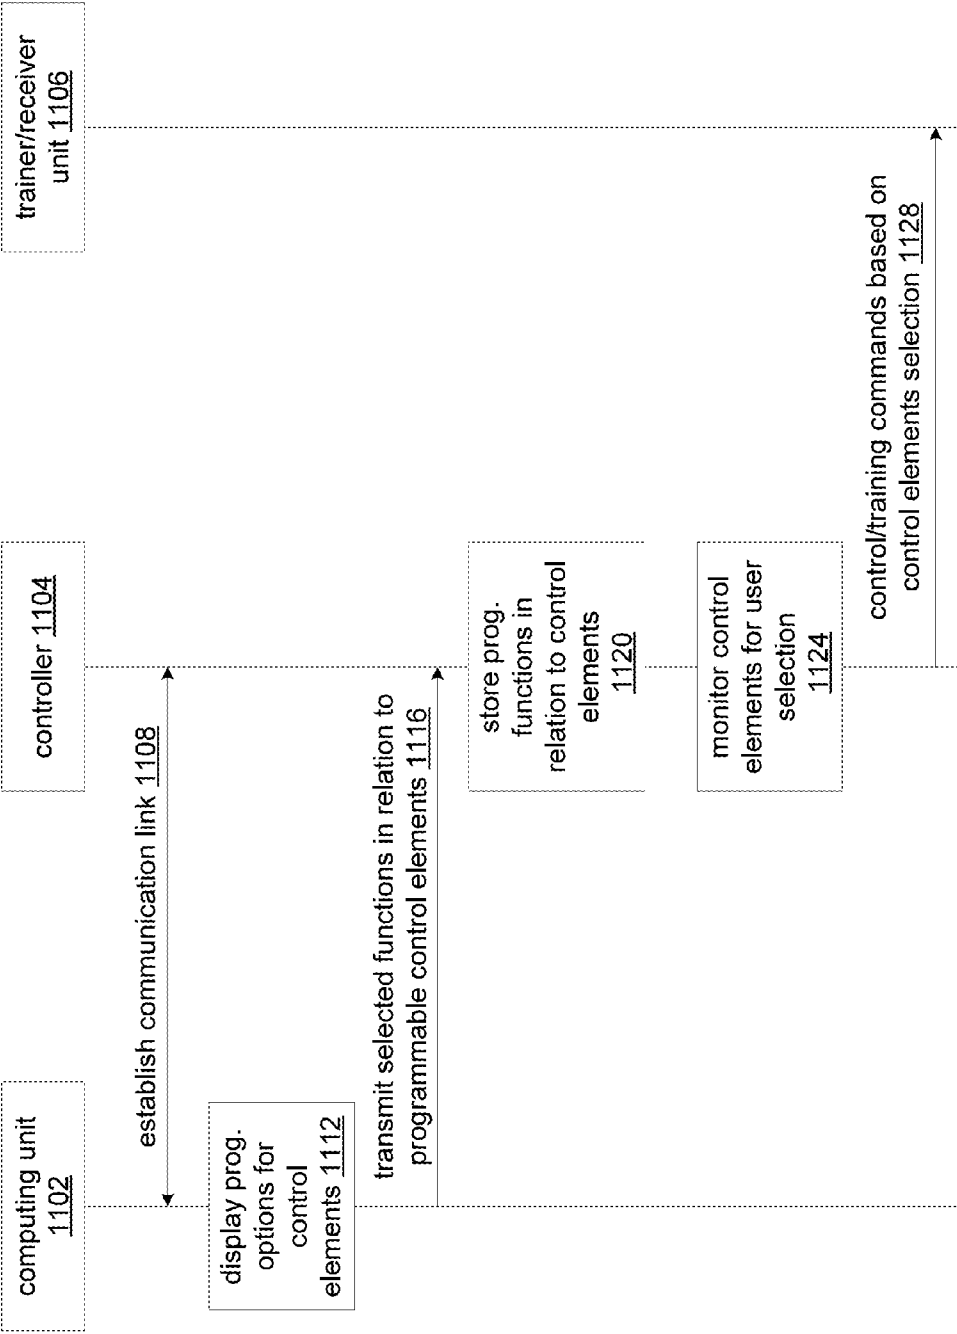 computing unit
1102
controller 1104
trainer/receiver
unit 1106
establish communication link 1108
display prog.
options for
control
elements 1112
transmit selected functions in relation to
programmable control elements 1116
store prog.
functions in
relation to control
elements
1120
monitor control
elements for user
selection
1124
control/training commands based on
control elements selection 1128